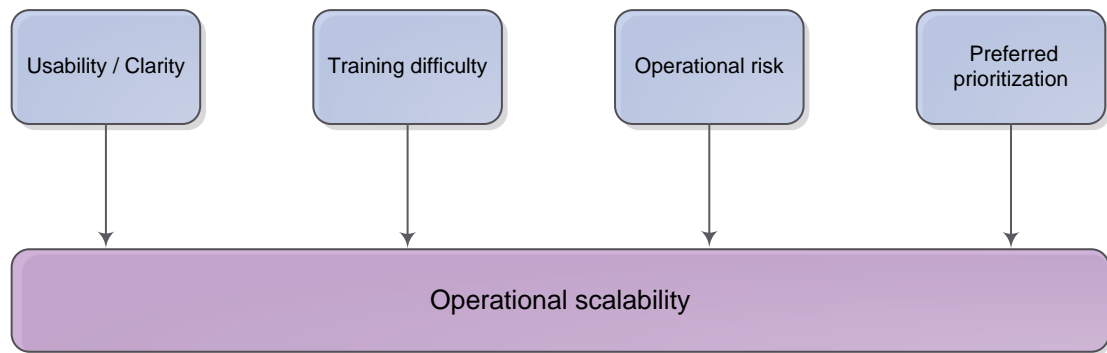 Usability / Clarity
Training difficulty
Operational risk
Preferred
prioritization
Operational scalability